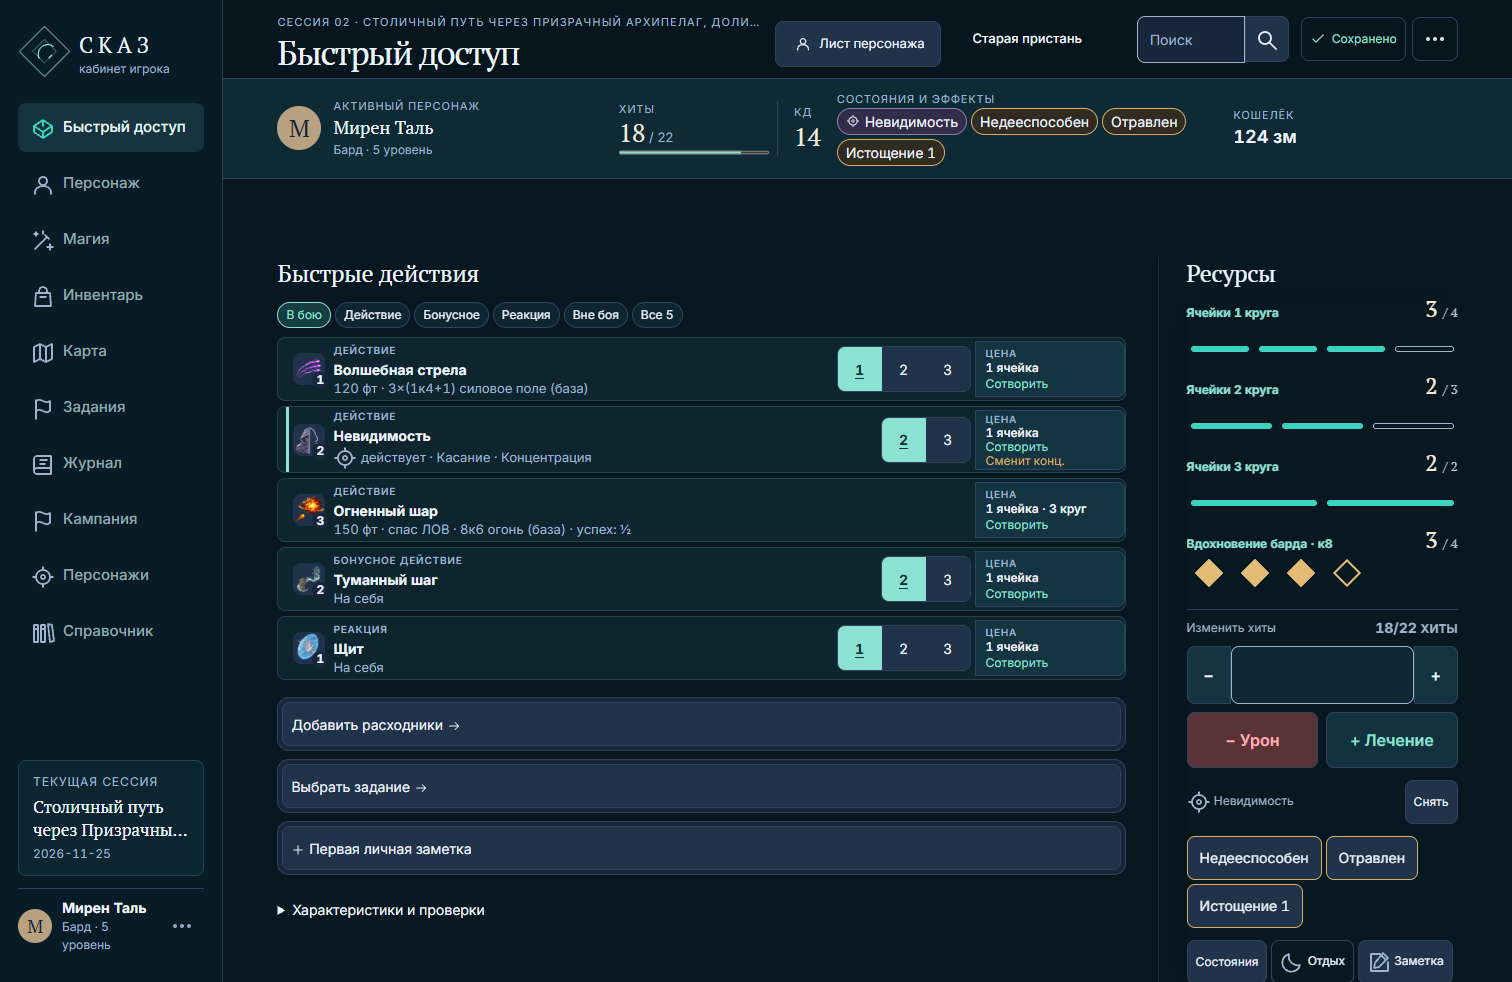 СКАЗ
кабинет игрока
Быстрый доступ
Персонаж
Магия
Инвентарь
Карта
Задания
Журнал
Кампания
Персонажи
Справочник
ТЕКУЩАЯ СЕССИЯ
Столичный путь
через Призрачны...
2026-11-25
М
Мирен Таль
Бард · 5
уровень
СЕССИЯ 02 · СТОЛИЧНЫЙ ПУТЬ ЧЕРЕЗ ПРИЗРАЧНЫЙ АРХИПЕЛАГ, ДОЛИ...
Быстрый доступ
Лист персонажа
Старая пристань
Поиск
Сохранено
М
АКТИВНЫЙ ПЕРСОНАЖ
Мирен Таль
Бард · 5 уровень
ХИТЫ
18 / 22
КД
14
СОСТОЯНИЯ И ЭФФЕКТЫ
Невидимость
Недееспособен
Отравлен
Истощение 1
КОШЕЛЁК
124 зм
Быстрые действия
В бою
Действие
Бонусное
Реакция
Вне боя
Все 5
ДЕЙСТВИЕ
1
Волшебная стрела
120 фт · 3×(1к4+1) силовое поле (база)
1 2 3
ЦЕНА
1 ячейка
Сотворить
ДЕЙСТВИЕ
2
Невидимость
действует · Касание · Концентрация
2 3
ЦЕНА
1 ячейка
Сотворить
Сменит конц.
ДЕЙСТВИЕ
3
Огненный шар
150 фт · спас ЛОВ · 8к6 огонь (база) · успех: ½
ЦЕНА
1 ячейка · 3 круг
Сотворить
БОНУСНОЕ ДЕЙСТВИЕ
2
Туманный шаг
На себя
2 3
ЦЕНА
1 ячейка
Сотворить
РЕАКЦИЯ
1
Щит
На себя
1 2 3
ЦЕНА
1 ячейка
Сотворить
Добавить расходники →
Выбрать задание →
+ Первая личная заметка
▶ Характеристики и проверки
Ресурсы
Ячейки 1 круга 3 / 4
Ячейки 2 круга 2 / 3
Ячейки 3 круга 2 / 2
Вдохновение барда · к8 3 / 4
Изменить хиты 18/22 ХИТЫ
− +
− Урон
+ Лечение
Невидимость
Снять
Недееспособен
Отравлен
Истощение 1
Состояния
Отдых
Заметка